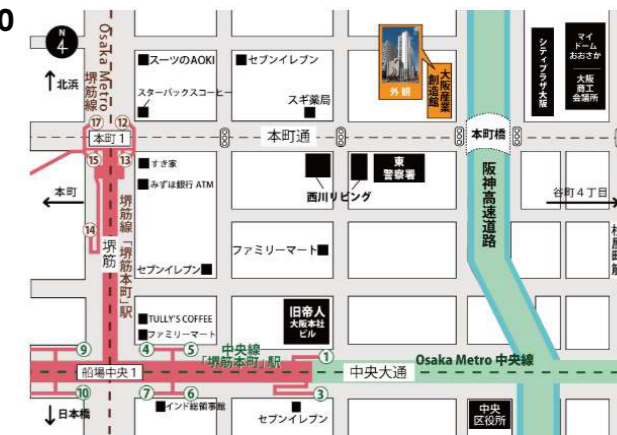 0
N
Osaka Metro
堺筋線
↑北浜
スーツのAOKI
セブンイレブン
スターバックスコーヒー
スギ薬局
外観
大阪産業
創造館
シティプラザ大阪
マイ
ドーム
おおさか
大阪
商工
会議所
⑰
⑫
本町1
本町通
本町橋
⑮
⑬
すき家
みずほ銀行 ATM
西川リビング
東
警察署
本町
谷町4丁目
阪神高速道路
松屋町筋
⑭
堺筋
堺筋線「堺筋本町」駅
ファミリーマート
セブンイレブン
TULLY'S COFFEE
ファミリーマート
旧帝人
大阪本社
ビル
⑨
④
⑤
中央線
「堺筋本町」駅
①
Osaka Metro 中央線
船場中央1
中央大通
⑩
⑦
⑥
③
↓日本橋
インド総領事館
セブンイレブン
中央
区役所